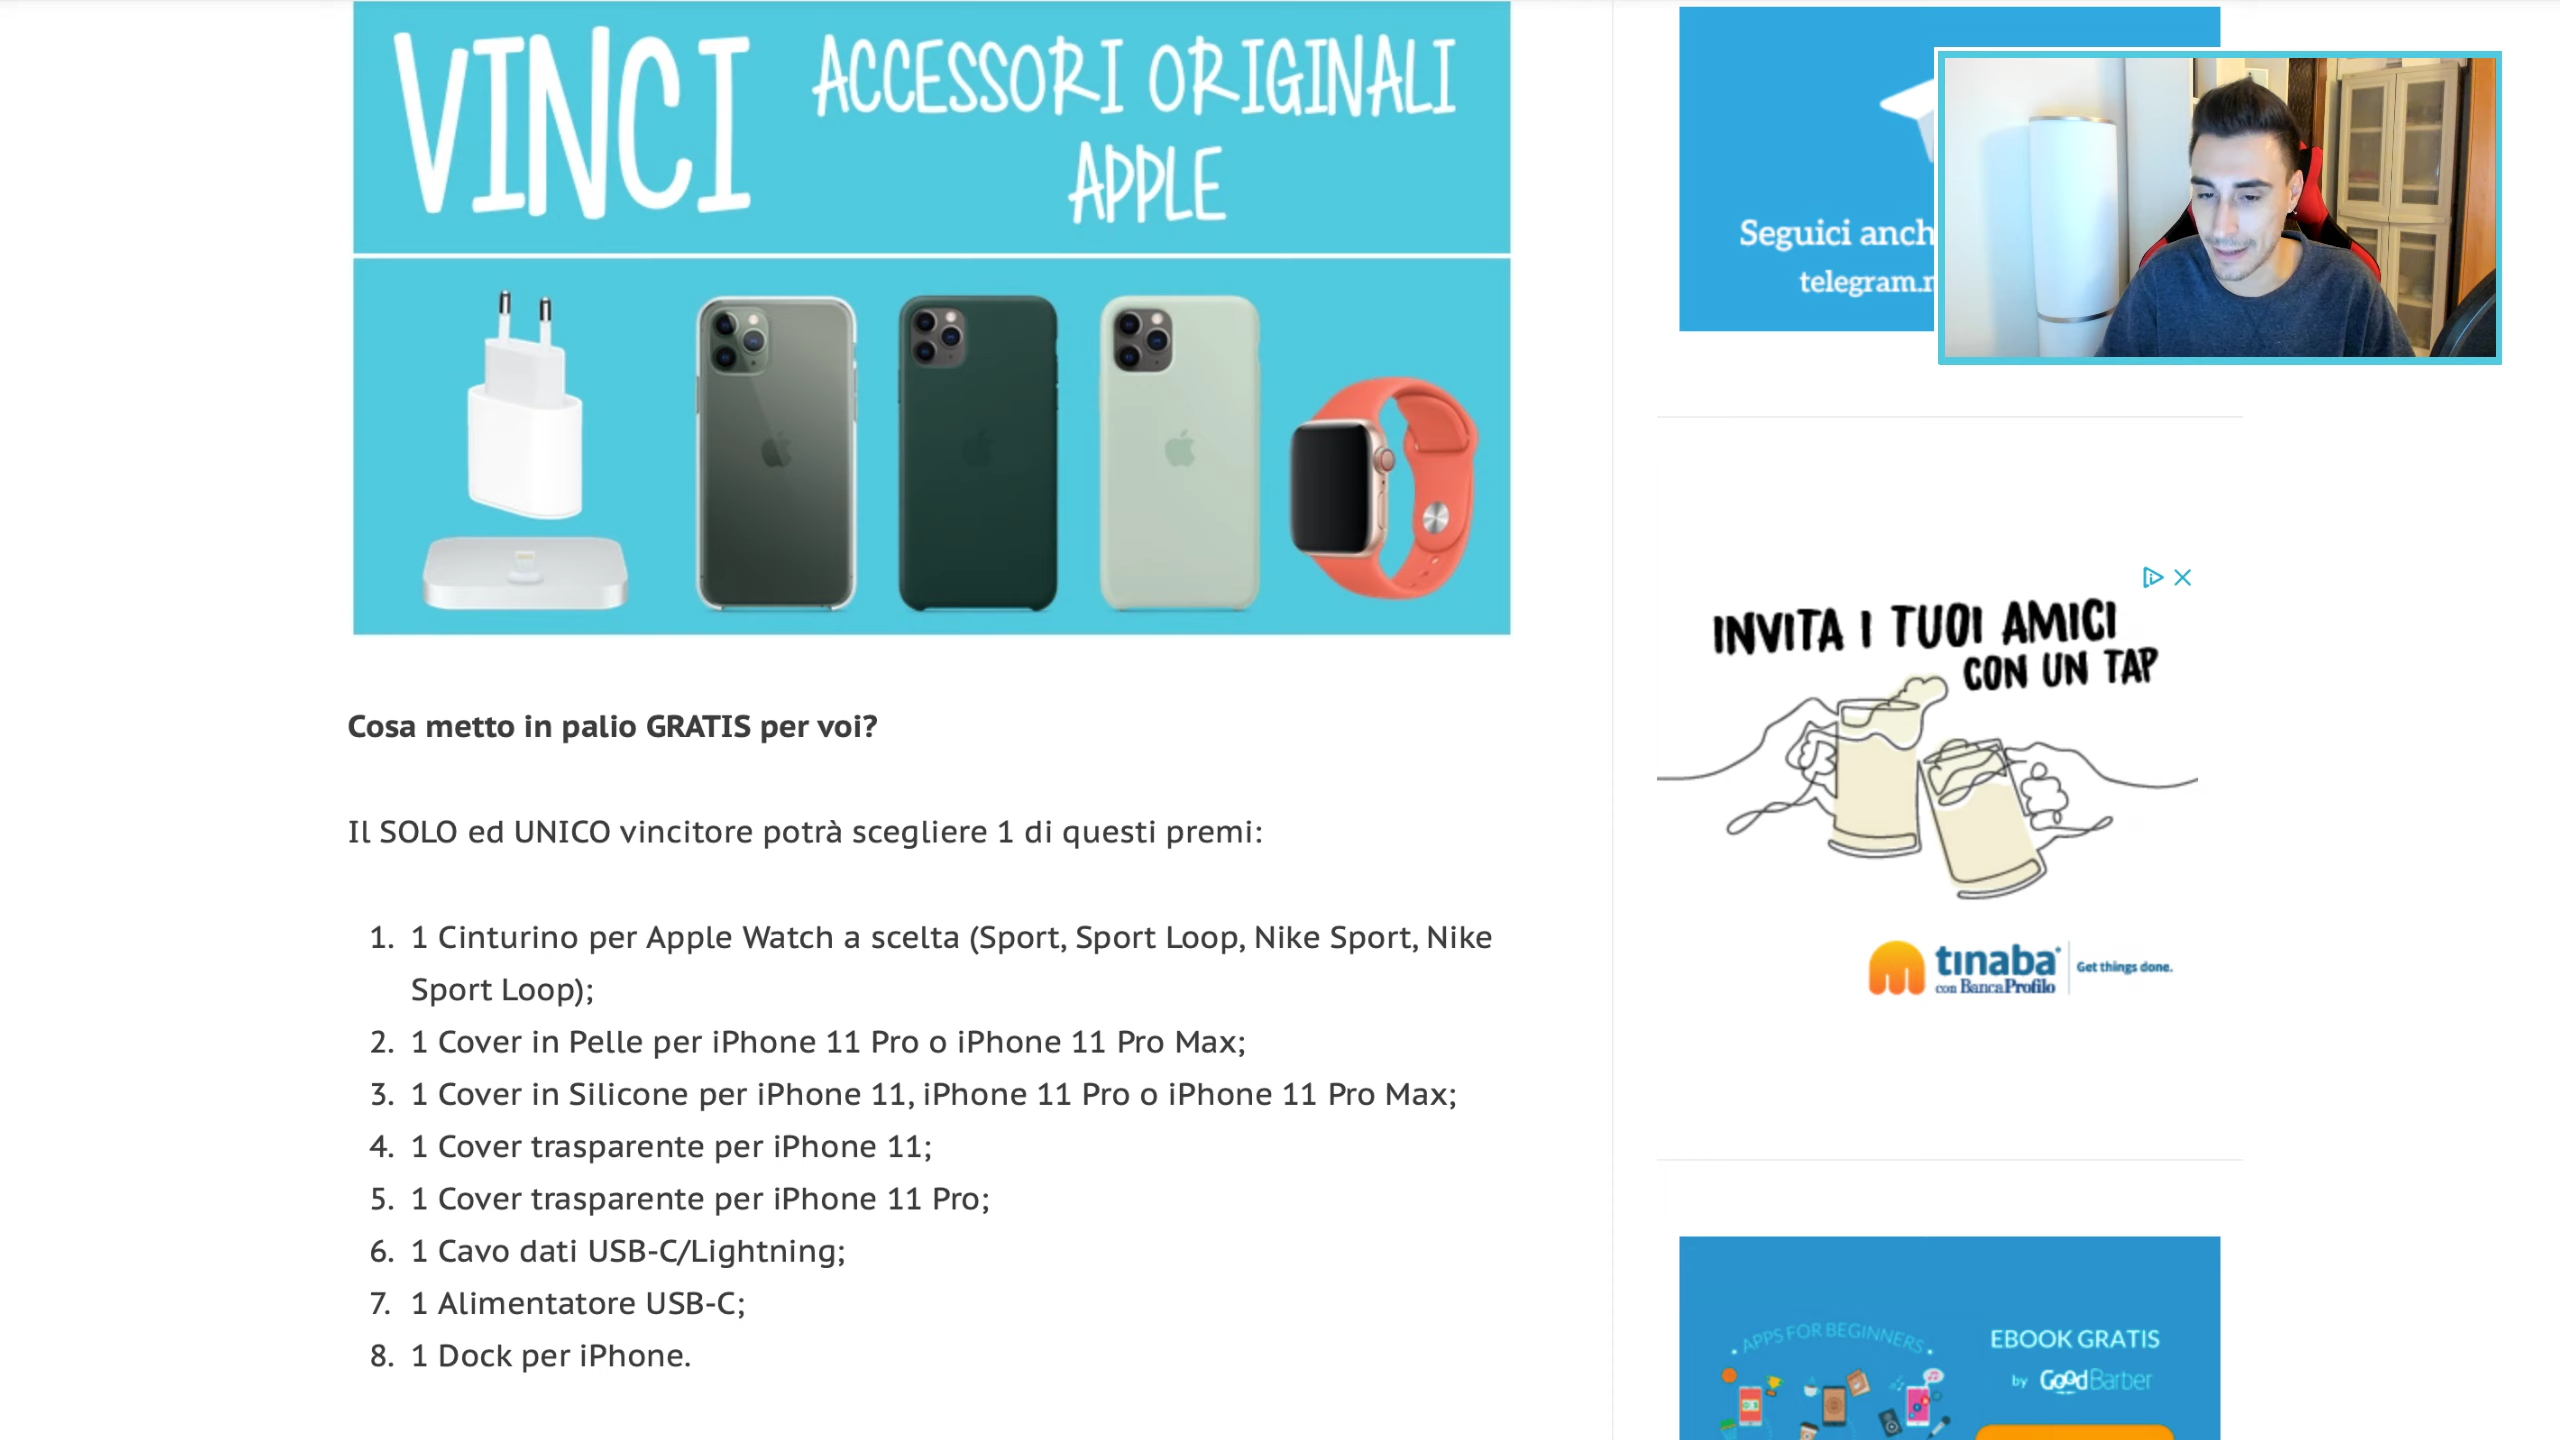 VINCI
ACCESSORI ORIGINALI
APPLE
Cosa metto in palio GRATIS per voi?
Il SOLO ed UNICO vincitore potrà scegliere 1 di questi premi:
1. 1 Cinturino per Apple Watch a scelta (Sport, Sport Loop, Nike Sport, Nike
Sport Loop);
2. 1 Cover in Pelle per iPhone 11 Pro o iPhone 11 Pro Max;
3. 1 Cover in Silicone per iPhone 11, iPhone 11 Pro o iPhone 11 Pro Max;
4. 1 Cover trasparente per iPhone 11;
5. 1 Cover trasparente per iPhone 11 Pro;
6. 1 Cavo dati USB-C/Lightning;
7. 1 Alimentatore USB-C;
8. 1 Dock per iPhone.
Seguici anch
telegram.
INVITA I TUOI AMICI
CON UN TAP
tinaba
con BancaProfilo
Get things done.
APPS FOR BEGINNERS
EBOOK GRATIS
by GoodBarber